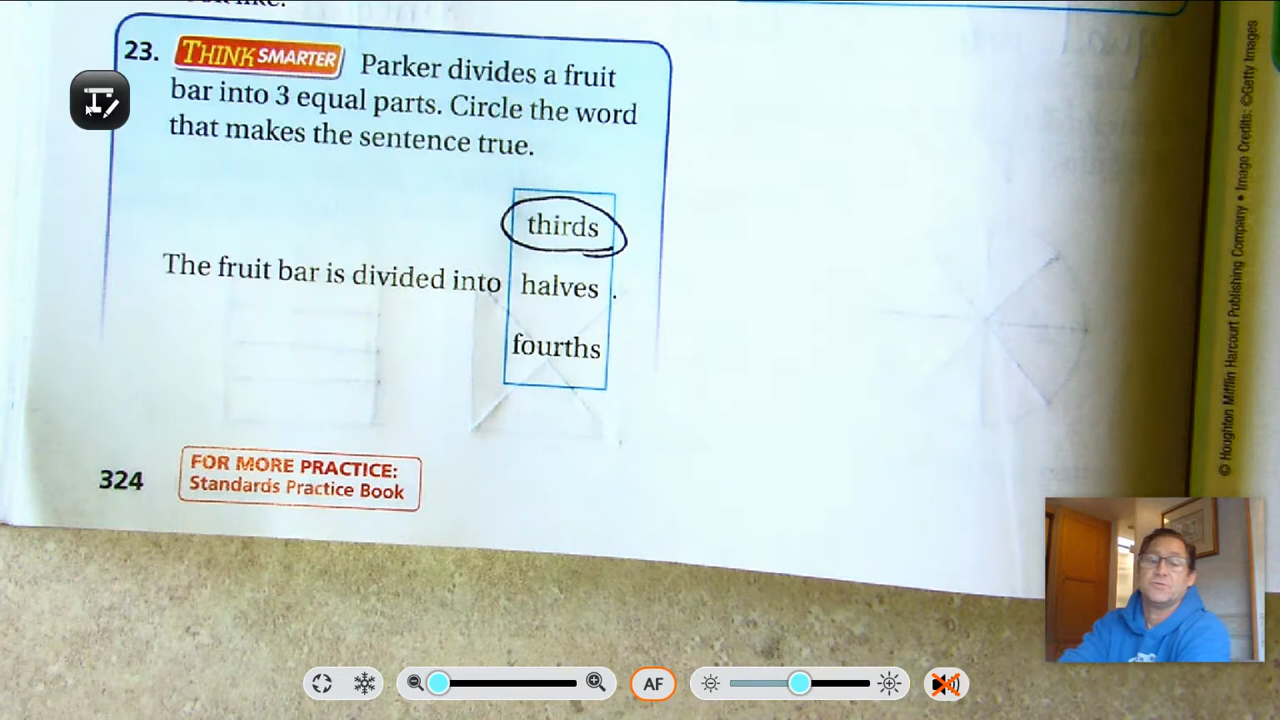 23. THINK SMARTER Parker divides a fruit
bar into 3 equal parts. Circle the word
that makes the sentence true.
thirds
The fruit bar is divided into halves .
fourths
324
FOR MORE PRACTICE:
Standards Practice Book
© Houghton Mifflin Harcourt Publishing Company • Image Credits: ©Getty Images
AF